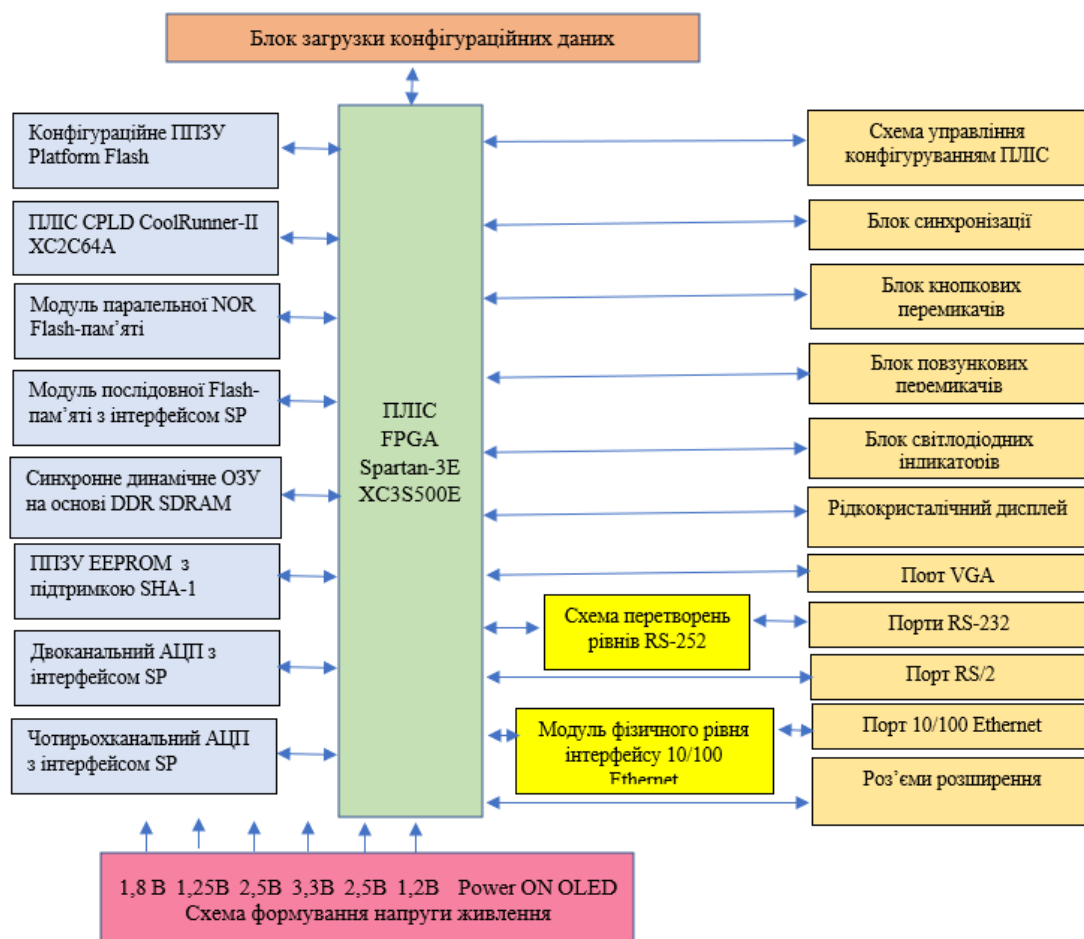 Блок загрузки конфігураційних даних
Конфігураційне ППЗУ
Platform Flash
ПЛІС CPLD CoolRunner-II
XC2C64A
Модуль паралельної NOR
Flash-пам’яті
Модуль послідовної Flash-
пам’яті з інтерфейсом SP
Синхронне динамічне ОЗУ
на основі DDR SDRAM
ППЗУ EEPROM з
підтримкою SHA-1
Двоканальний АЦП з
інтерфейсом SP
Чотирьохканальний АЦП
з інтерфейсом SP
ПЛІС
FPGA
Spartan-3E
XC3S500E
Схема перетворень
рівнів RS-252
Модуль фізичного рівня
інтерфейсу 10/100
Ethernet
Схема управління
конфігуруванням ПЛІС
Блок синхронізації
Блок кнопкових
перемикачів
Блок повзункових
перемикачів
Блок світлодіодних
індикаторів
Рідкокристалічний дисплей
Порт VGA
Порти RS-232
Порт RS/2
Порт 10/100 Ethernet
Роз’єми розширення
1,8 В 1,25В 2,5В 3,3В 2,5В 1,2В Power ON OLED
Схема формування напруги живлення